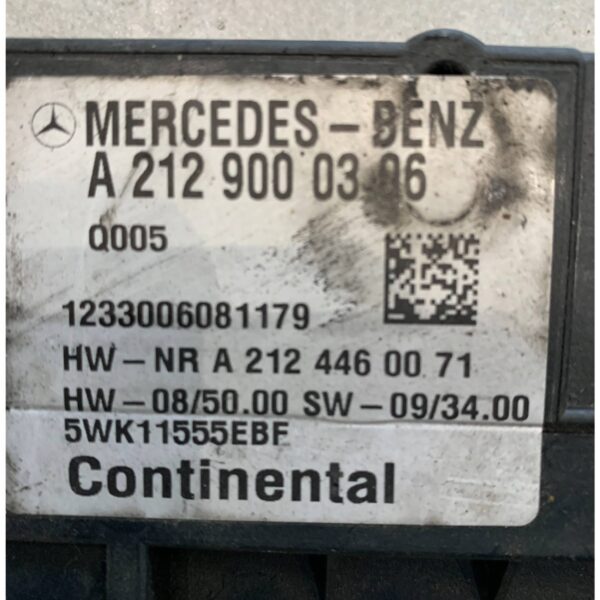 MERCEDES-BENZ
A 212 900 03 06
Q005
1233006081179
HW-NR A 212 446 00 71
HW-08/50.00 SW-09/34.00
5WK11555EBF
Continental